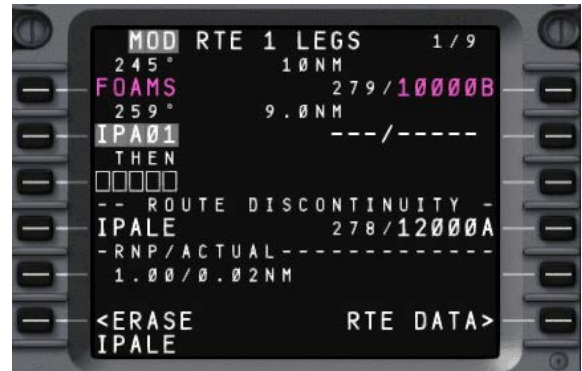 MOD RTE 1 LEGS 1/9
245° 10NM
FOAMS 279/10000B
259° 9.0NM
IPA01 ---/-----
THEN
□□□□□
-- ROUTE DISCONTINUITY -
IPALE 278/12000A
-RNP/ACTUAL--------------
1.00/0.02NM
<ERASE RTE DATA>
IPALE